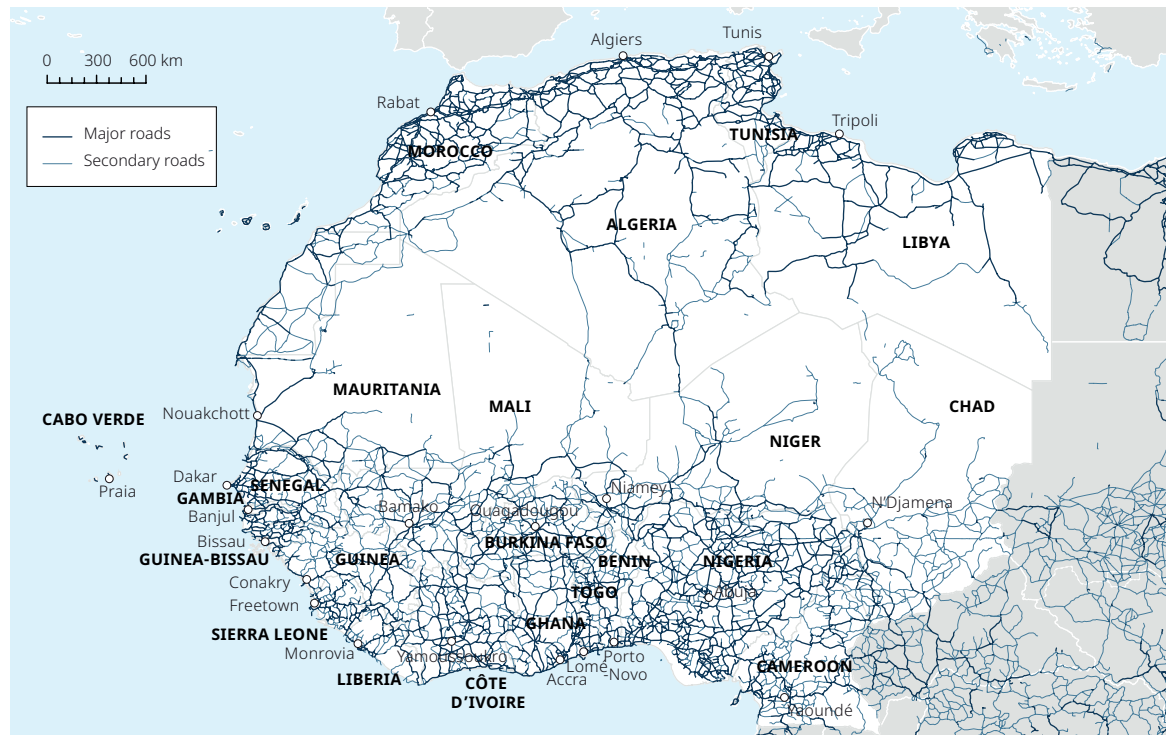 Algiers
Tunis
0 300 600 km
Rabat
Major roads
Secondary roads
MOROCCO
TUNISIA
Tripoli
ALGERIA
LIBYA
MAURITANIA
MALI
CHAD
CABO VERDE
Nouakchott
NIGER
Dakar
SENEGAL
Praia
GAMBIA
Niamey
Banjul
Bamako
Ouagadougou
N'Djamena
Bissau
BURKINA FASO
GUINEA-BISSAU
GUINEA
BENIN
NIGERIA
Conakry
TOGO
Abuja
Freetown
GHANA
SIERRA LEONE
Monrovia
Yamoussoukro
Lomé
Porto
-Novo
CAMEROON
LIBERIA
Accra
CÔTE
D'IVOIRE
Yaoundé